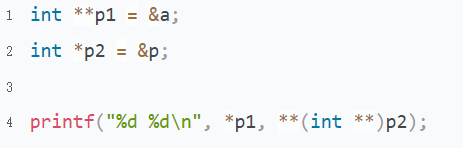 1 int **p1 = &a;
2 int *p2 = &p;
3
4 printf("%d %d\n", *p1, **(int **)p2);